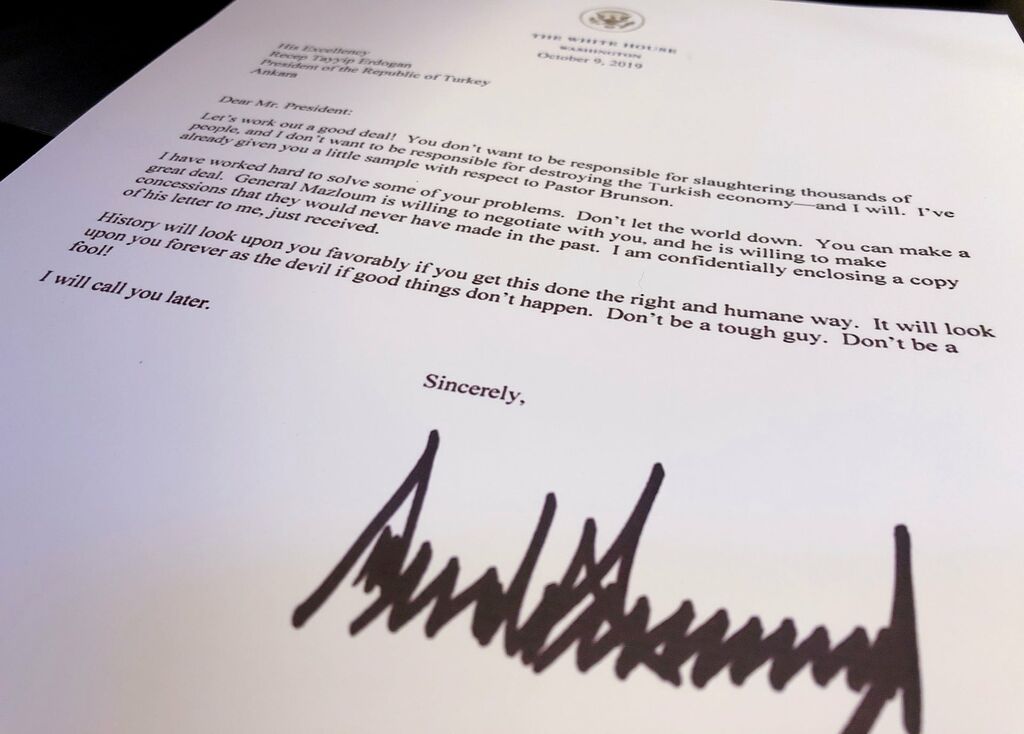 THE WHITE HOUSE
WASHINGTON
October 9, 2019
His Excellency
Recep Tayyip Erdogan
President of the Republic of Turkey
Ankara
Dear Mr. President:
Let's work out a good deal!  You don't want to be responsible for slaughtering thousands of
people, and I don't want to be responsible for destroying the Turkish economy—and I will.  I've
already given you a little sample with respect to Pastor Brunson.
I have worked hard to solve some of your problems.  Don't let the world down.  You can make a
great deal.  General Mazloum is willing to negotiate with you, and he is willing to make
concessions that they would never have made in the past.  I am confidentially enclosing a copy
of his letter to me, just received.
History will look upon you favorably if you get this done the right and humane way.  It will look
upon you forever as the devil if good things don't happen.  Don't be a tough guy.  Don't be a
fool!
I will call you later.
Sincerely,